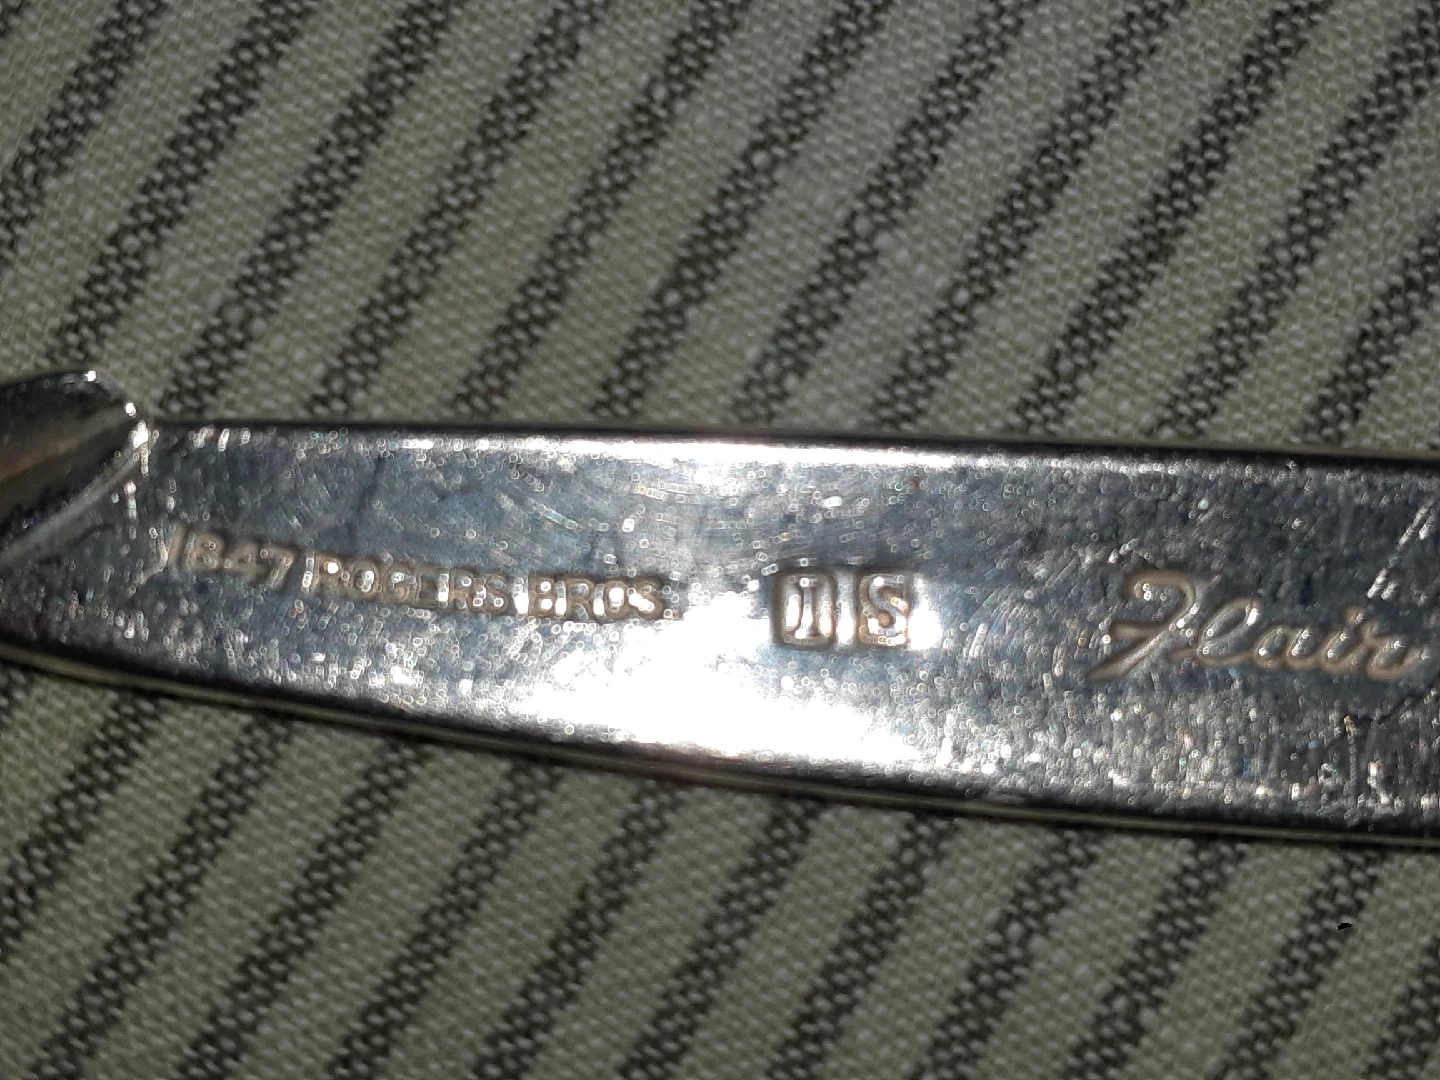 1847 ROGERS BROS. IS Flair